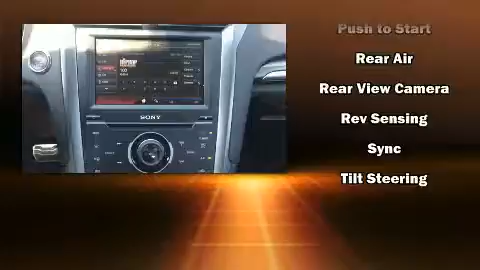 SONY
Push to Start
Rear Air
Rear View Camera
Rev Sensing
Sync
Tilt Steering